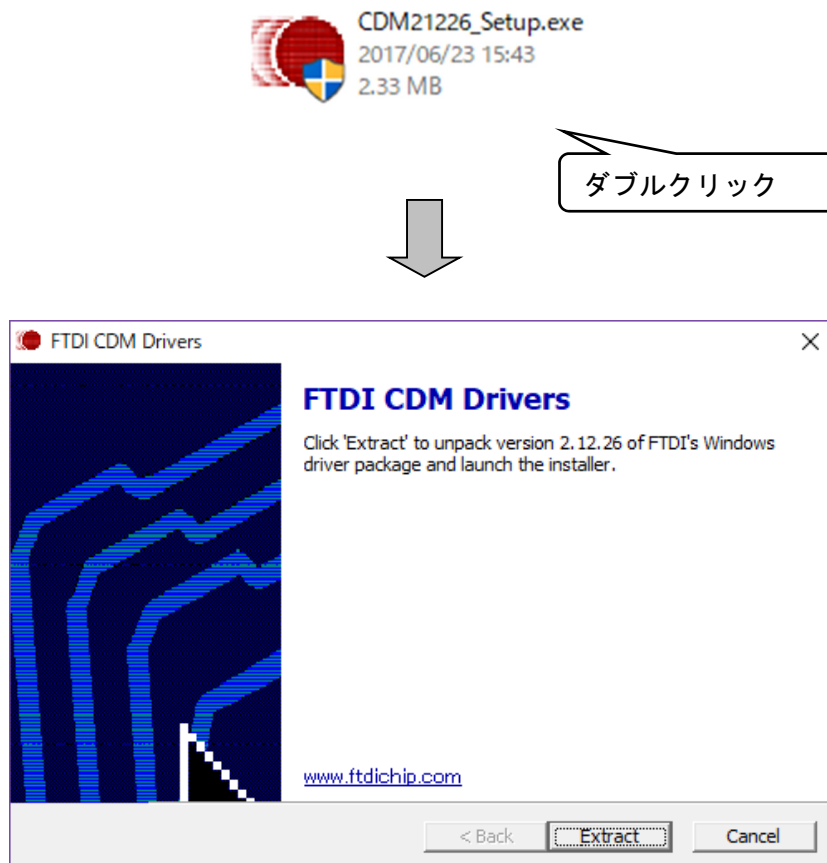 CDM21226_Setup.exe
2017/06/23 15:43
2.33 MB
ダブルクリック
FTDI CDM Drivers
FTDI CDM Drivers
Click 'Extract' to unpack version 2.12.26 of FTDI's Windows
driver package and launch the installer.
www.ftdichip.com
< Back
Extract
Cancel